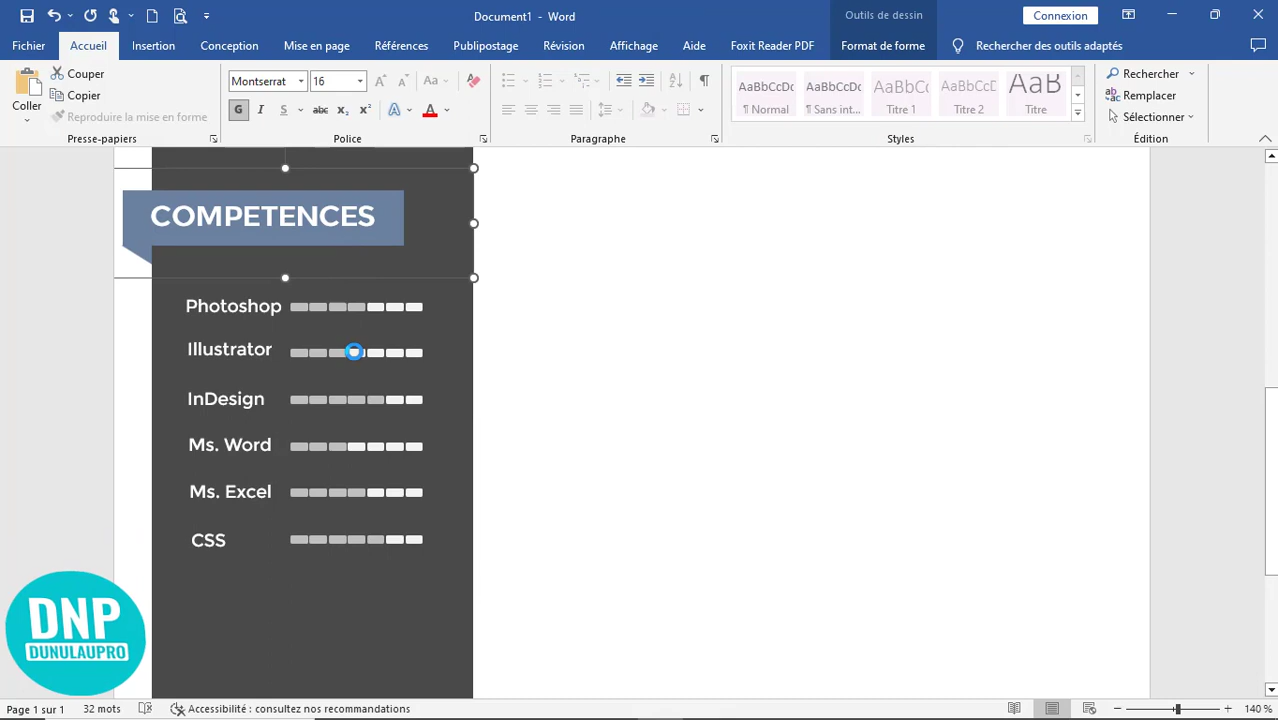 Document1 - Word
Outils de dessin
Connexion
Fichier
Accueil
Insertion
Conception
Mise en page
Références
Publipostage
Révision
Affichage
Aide
Foxit Reader PDF
Format de forme
Rechercher des outils adaptés
Coller
Couper
Copier
Reproduire la mise en forme
Presse-papiers
Montserrat
16
Police
Paragraphe
AaBbCcDc
¶ Normal
AaBbCcDc
¶ Sans int...
AaBbCc
Titre 1
AaBbCcD
Titre 2
AaB
Titre
Styles
Rechercher
Remplacer
Sélectionner
Édition
COMPETENCES
Photoshop
Illustrator
InDesign
Ms. Word
Ms. Excel
CSS
DNP
DUNULAUPRO
Page 1 sur 1
32 mots
Accessibilité : consultez nos recommandations
140 %